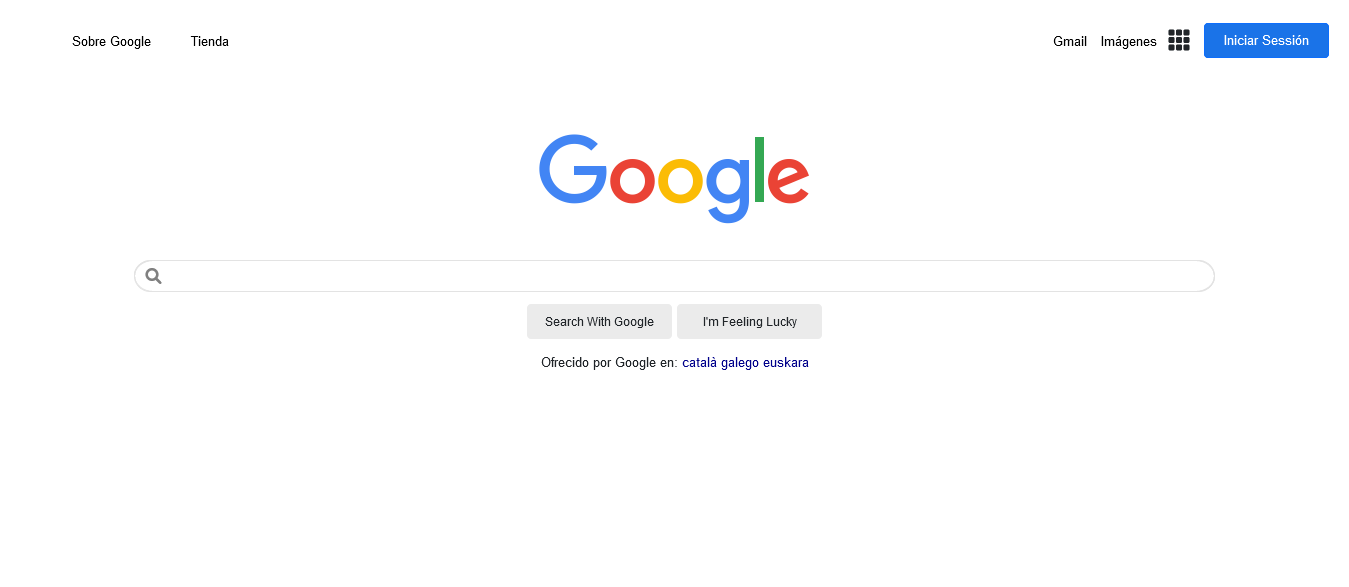 Sobre Google Tienda Gmail Imágenes Iniciar Sessión
Google
Search With Google I'm Feeling Lucky
Ofrecido por Google en: català galego euskara